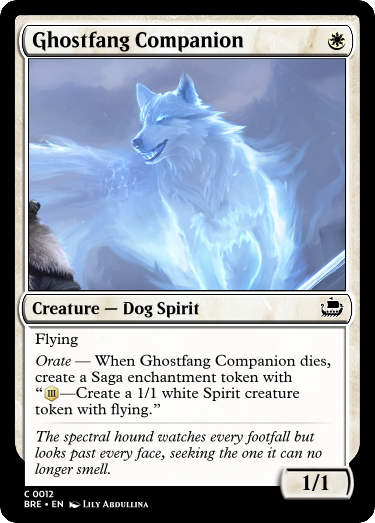 Ghostfang Companion
Creature — Dog Spirit
Flying
Orate — When Ghostfang Companion dies,
create a Saga enchantment token with
“III—Create a 1/1 white Spirit creature
token with flying.”
The spectral hound watches every footfall but
looks past every face, seeking the one it can no
longer smell.
1/1
C 0012
BRE • EN Lily Abdullina